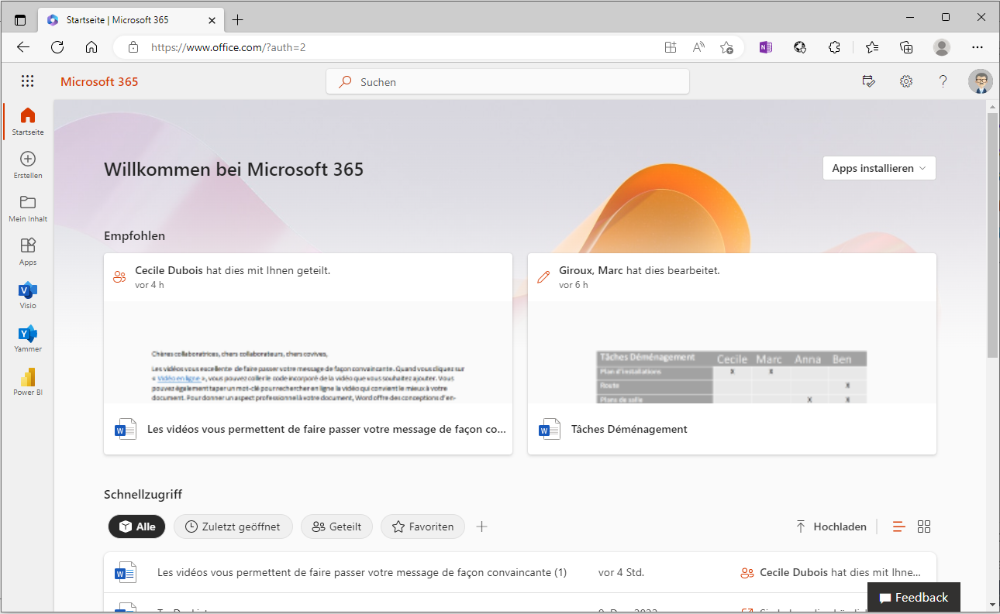 Startseite | Microsoft 365
https://www.office.com/?auth=2
Microsoft 365
Suchen
Startseite
Erstellen
Mein Inhalt
Apps
Visio
Yammer
Power BI
Willkommen bei Microsoft 365
Apps installieren
Empfohlen
Cecile Dubois hat dies mit Ihnen geteilt.
vor 4 h
Chères collaboratrices, chers collaborateurs, chers covives,
Les vidéos vous excellente de faire passer votre message de façon convaincante. Quand vous cliquez sur
« Vidéo en ligne », vous pouvez coller le code incorporé de la vidéo que vous souhaitez ajouter. Vous
pouvez également taper un mot-clé pour rechercher en ligne la vidéo qui convient le mieux à votre
document. Pour donner un aspect professionnel à votre document, Word offre des conceptions d'en-
Les vidéos vous permettent de faire passer votre message de façon co...
Giroux, Marc hat dies bearbeitet.
vor 6 h
Tâches Déménagement Cecile Marc Anna Ben
Plan d'installations X X
Route X
Plans de salle X X
Tâches Déménagement
Schnellzugriff
Alle Zuletzt geöffnet Geteilt Favoriten
Hochladen
Les vidéos vous permettent de faire passer votre message de façon convaincante (1) vor 4 Std. Cecile Dubois hat dies mit Ihne...
Feedback